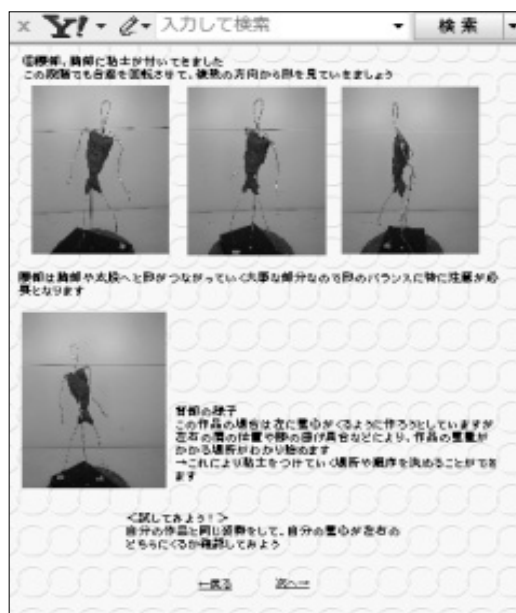 × Y! 入力して検索 検索
腰部、胸部に粘土が付いてきました
この段階でも台座を回転させて、複数の方向から形を見ていきましょう
腰部は胸部や太股へと形がつながっていく大事な部分なので形のバランスに特に注意が必
要となります
背部の様子
この作品の場合は左に重心がくるように作ろうとしていますが
左右の肩の位置や膝の曲げ具合などにより、作品の重量が
かかる場所がわかり始めます
→これにより粘土をつけていく場所や順序を決めることができ
ます
<試してみよう!>
自分の作品と同じ姿勢をして、自分の重心が左右の
どちらにくるか確認してみよう
←戻る 次へ→